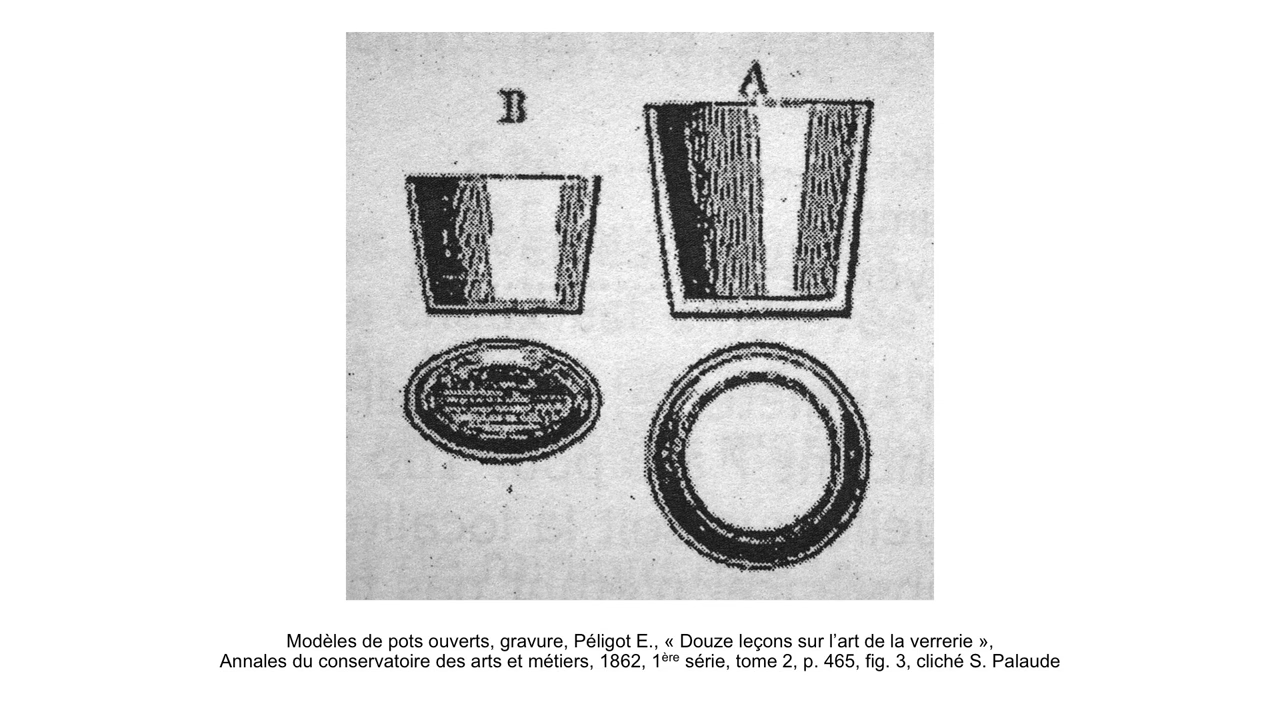 B
A
Modèles de pots ouverts, gravure, Péligot E., « Douze leçons sur l’art de la verrerie »,
Annales du conservatoire des arts et métiers, 1862, 1ère série, tome 2, p. 465, fig. 3, cliché S. Palaude